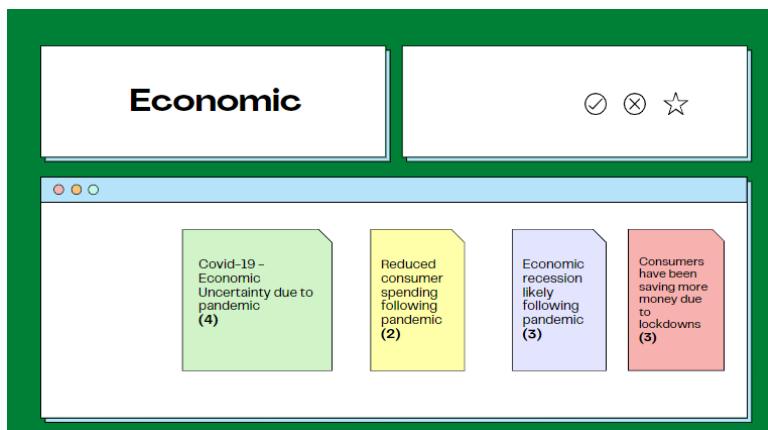 Economic
Covid-19 -
Economic
Uncertainty due to
pandemic
(4)
Reduced
consumer
spending
following
pandemic
(2)
Economic
recession
likely
following
pandemic
(3)
Consumers
have been
saving more
money due
to
lockdowns
(3)